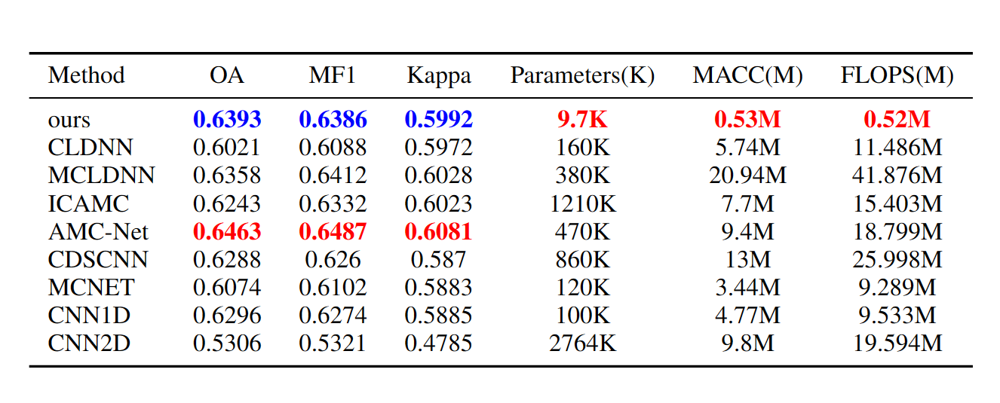 Method OA MF1 Kappa Parameters(K) MACC(M) FLOPS(M)
ours 0.6393 0.6386 0.5992 9.7K 0.53M 0.52M
CLDNN 0.6021 0.6088 0.5972 160K 5.74M 11.486M
MCLDNN 0.6358 0.6412 0.6028 380K 20.94M 41.876M
ICAMC 0.6243 0.6332 0.6023 1210K 7.7M 15.403M
AMC-Net 0.6463 0.6487 0.6081 470K 9.4M 18.799M
CDSCNN 0.6288 0.626 0.587 860K 13M 25.998M
MCNET 0.6074 0.6102 0.5883 120K 3.44M 9.289M
CNN1D 0.6296 0.6274 0.5885 100K 4.77M 9.533M
CNN2D 0.5306 0.5321 0.4785 2764K 9.8M 19.594M